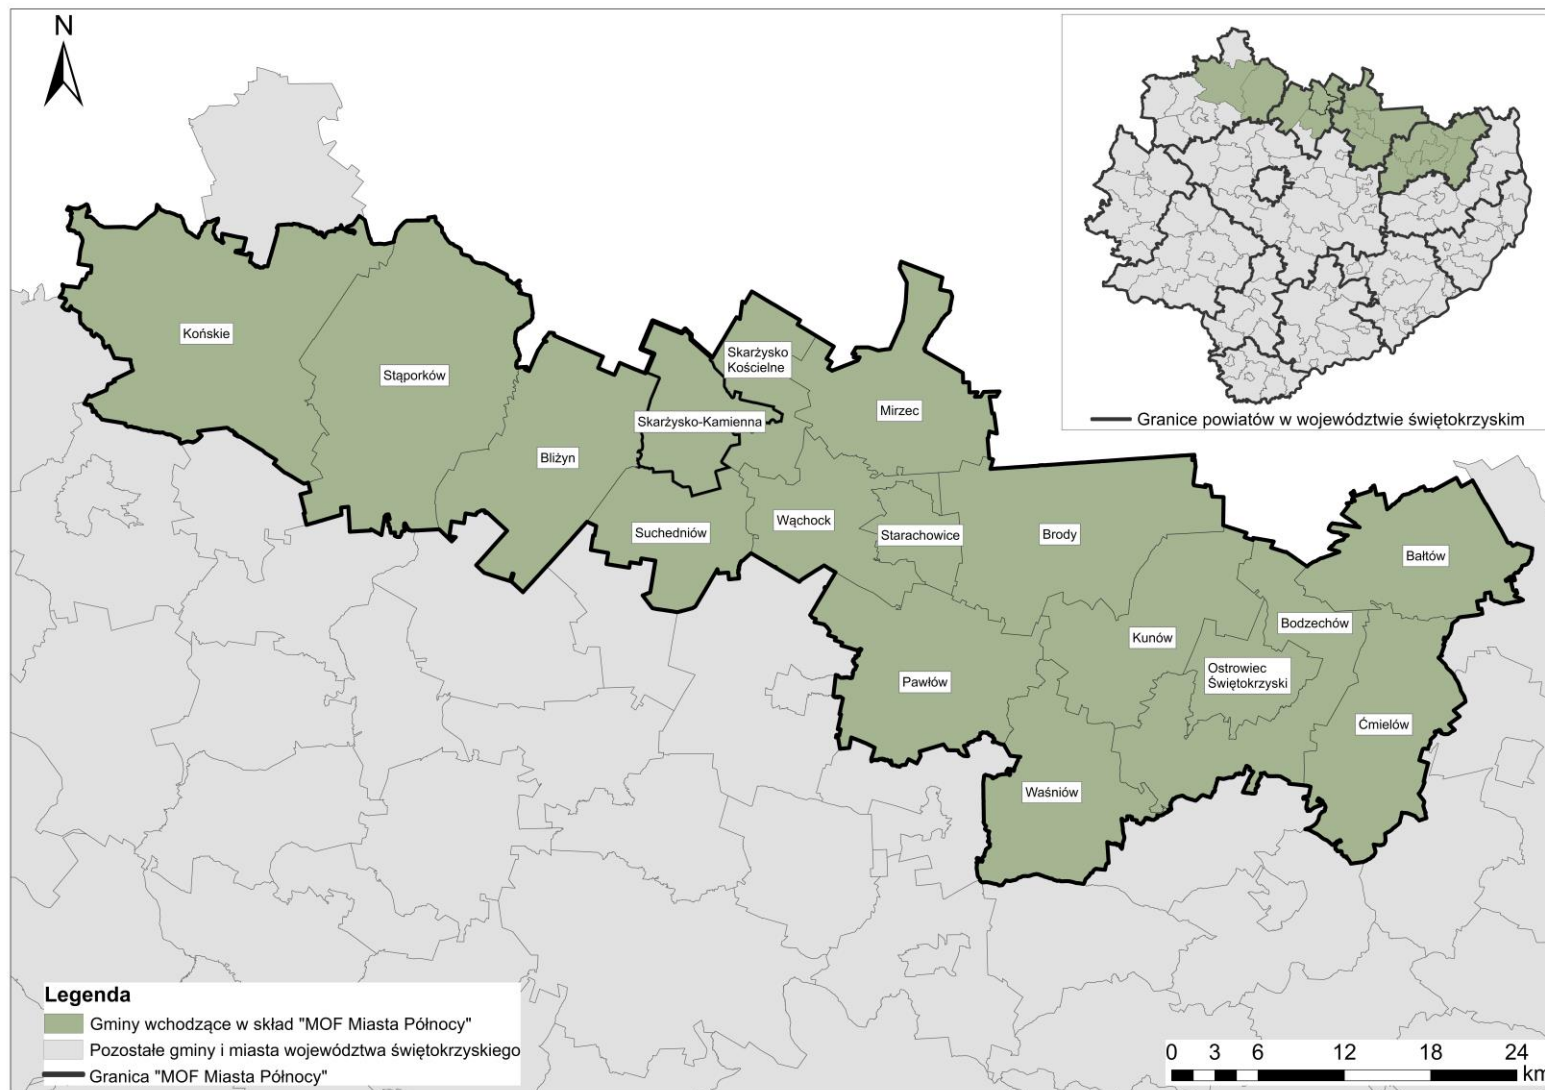 N
Końskie
Stąporków
Skarżysko
Kościelne
Mirzec
Skarżysko-Kamienna
Bliżyn
Suchedniów
Wąchock
Starachowice
Brody
Bałtów
Bodzechów
Kunów
Ostrowiec
Świętokrzyski
Pawłów
Ćmielów
Waśniów
Granice powiatów w województwie świętokrzyskim
Legenda
Gminy wchodzące w skład "MOF Miasta Północy"
Pozostałe gminy i miasta województwa świętokrzyskiego
Granica "MOF Miasta Północy"
0 3 6 12 18 24
km